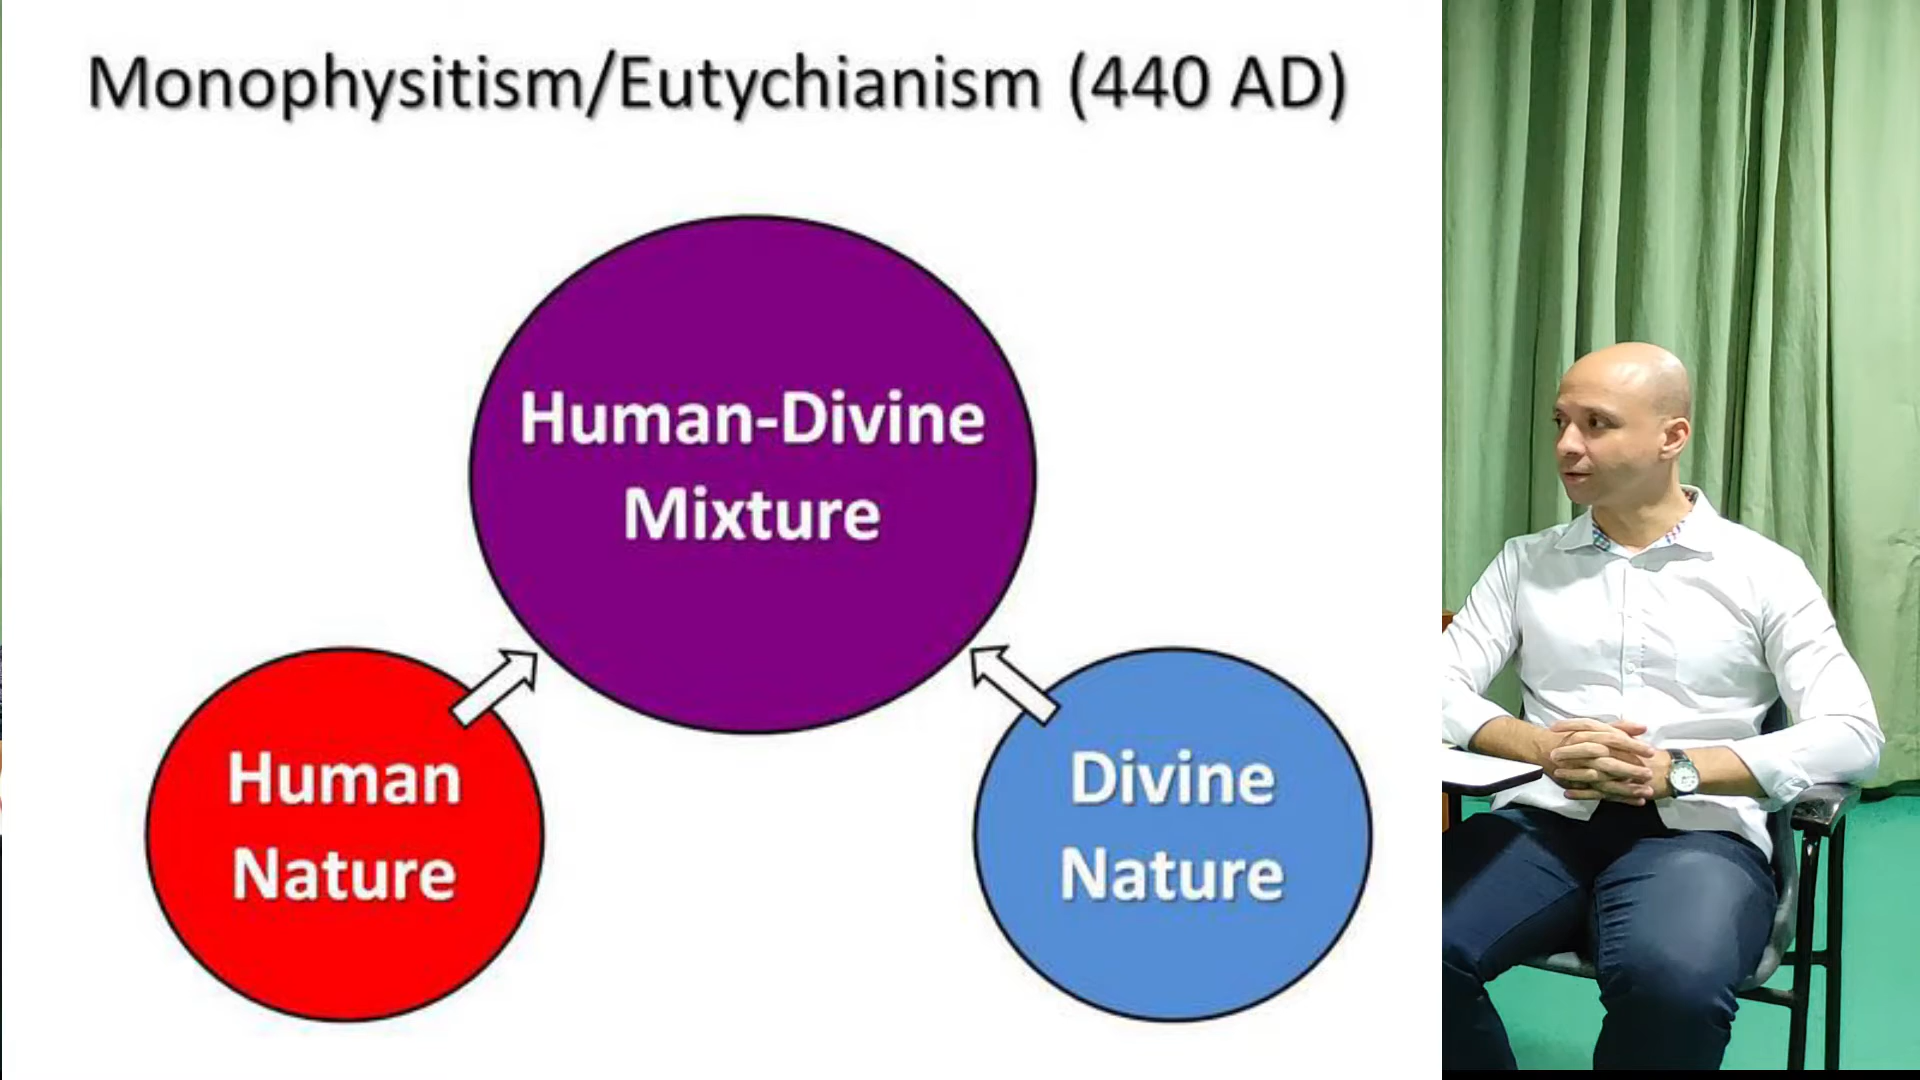 Monophysitism/Eutychianism (440 AD)
Human-Divine
Mixture
Human
Nature
Divine
Nature